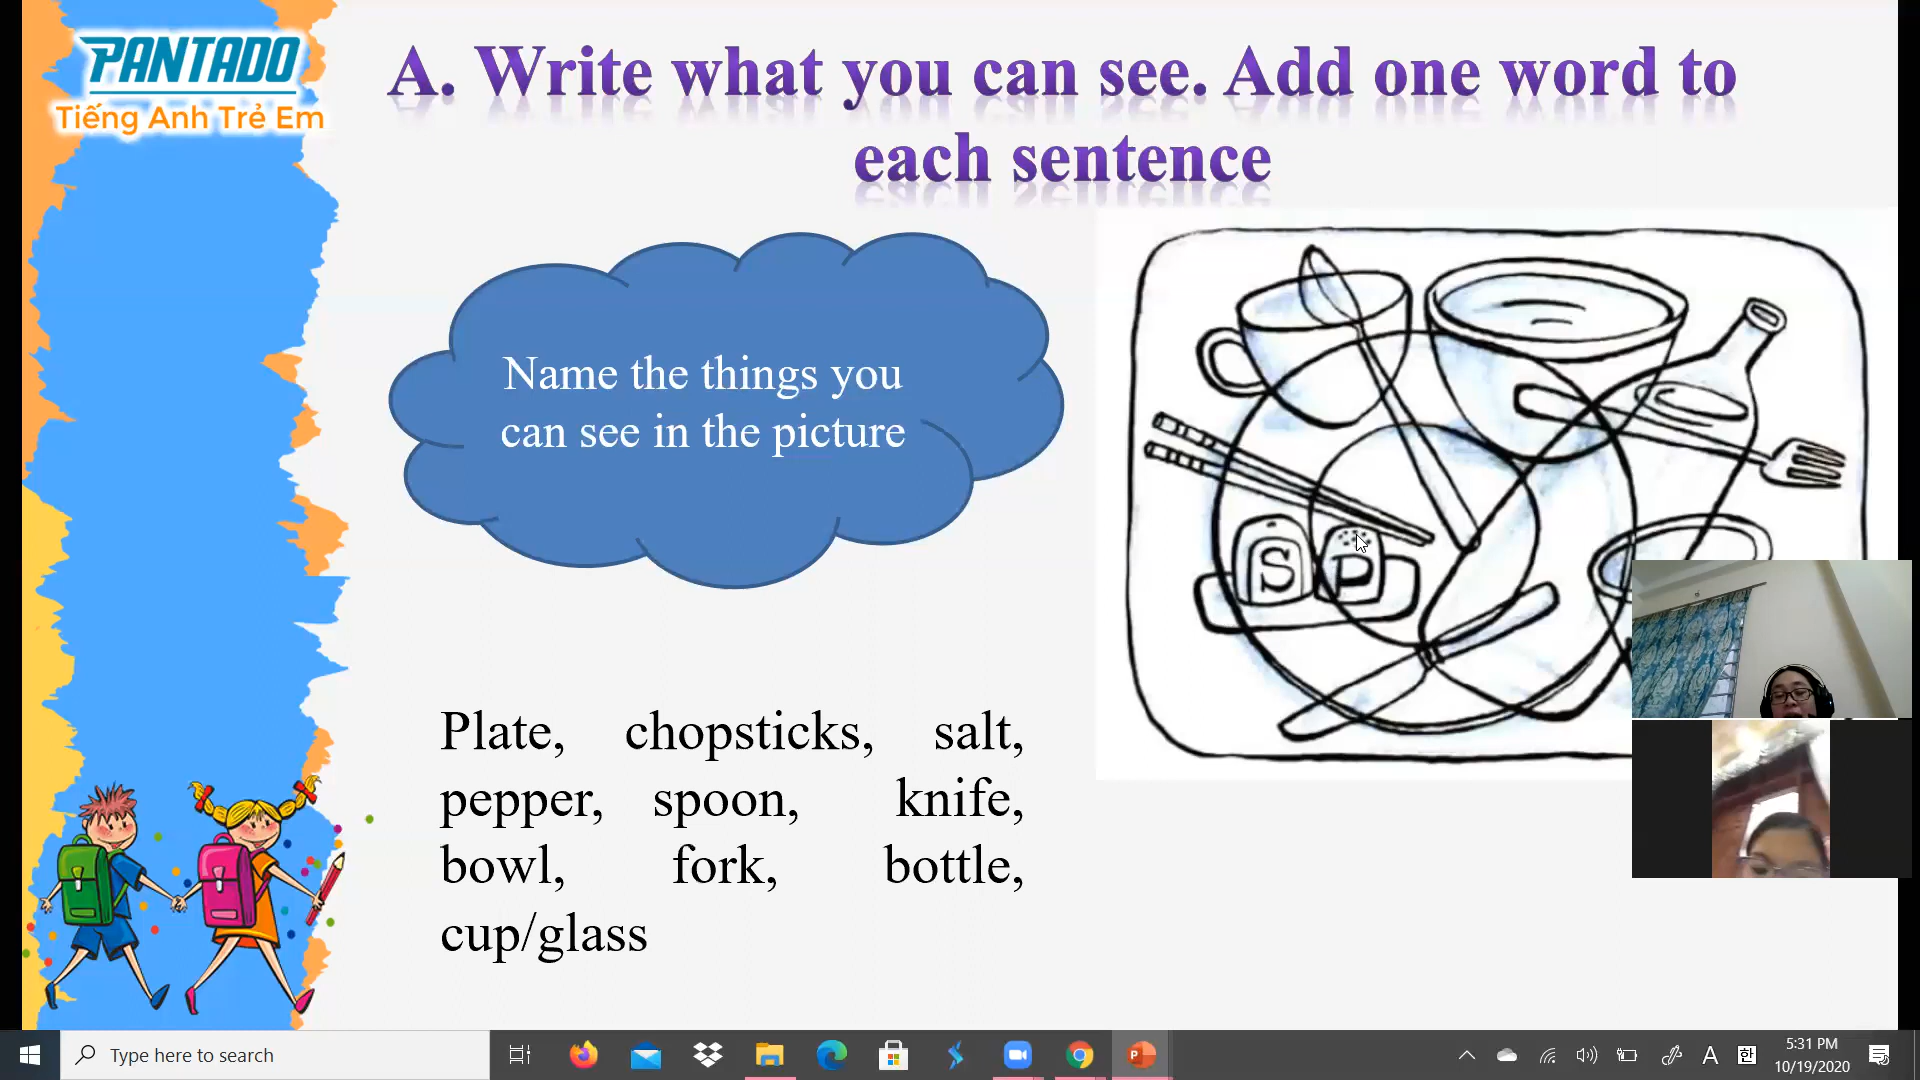 PANTADO
Tiếng Anh Trẻ Em
A. Write what you can see. Add one word to
each sentence
Name the things you
can see in the picture
S P
Plate, chopsticks, salt,
pepper, spoon, knife,
bowl, fork, bottle,
cup/glass
Type here to search
A 한
5:31 PM
10/19/2020